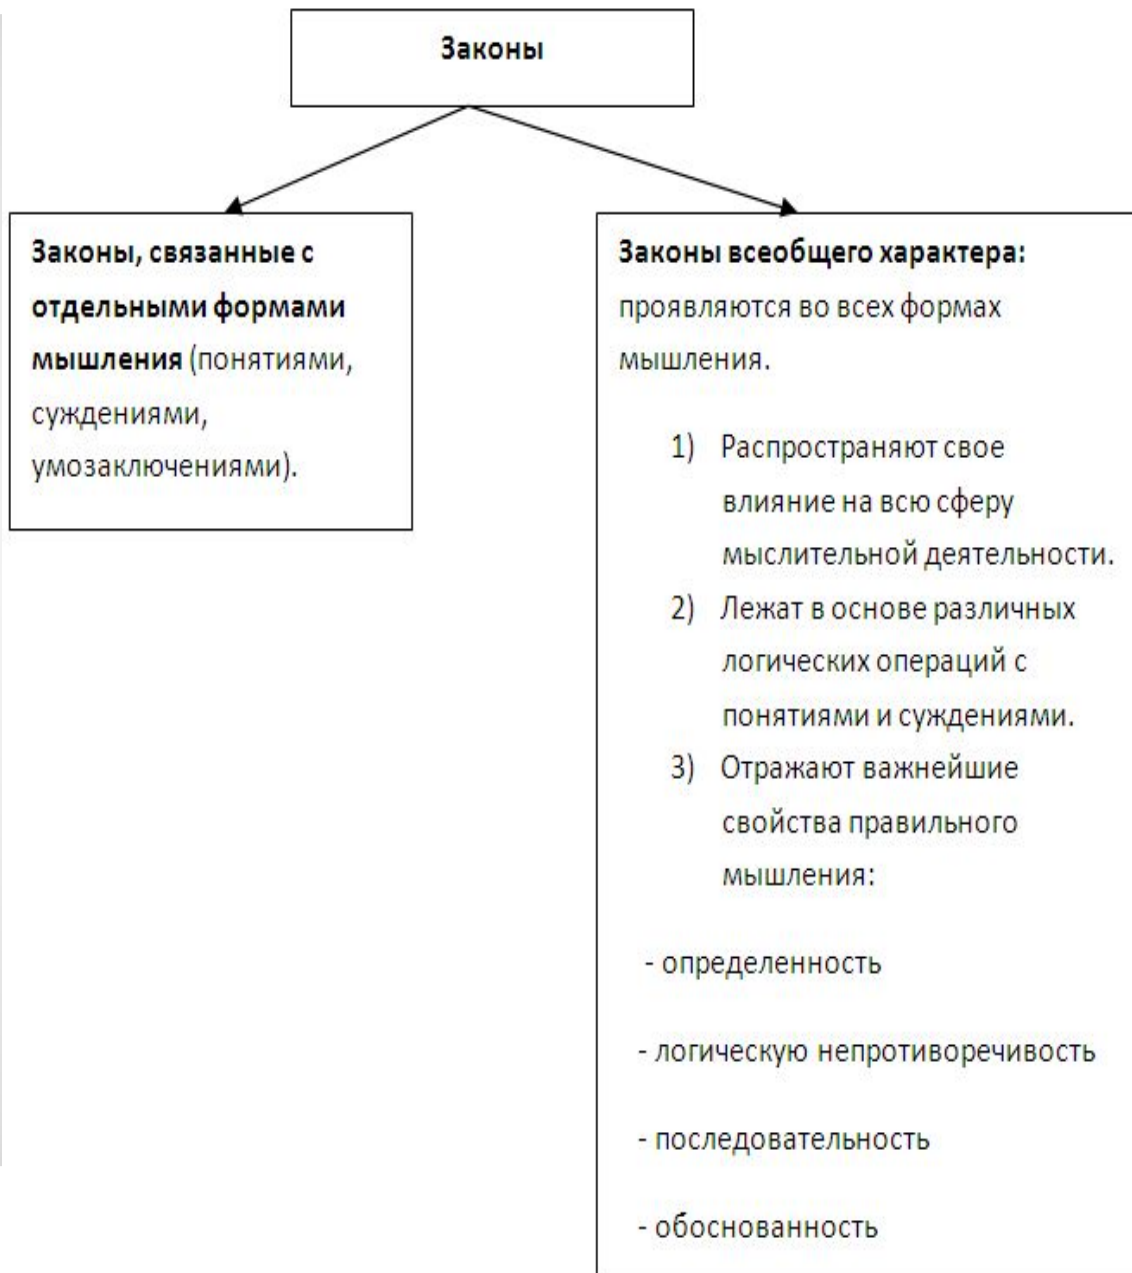 Законы
Законы, связанные с
отдельными формами
мышления (понятиями,
суждениями,
умозаключениями).
Законы всеобщего характера:
проявляются во всех формах
мышления.
1) Распространяют свое
влияние на всю сферу
мыслительной деятельности.
2) Лежат в основе различных
логических операций с
понятиями и суждениями.
3) Отражают важнейшие
свойства правильного
мышления:
- определенность
- логическую непротиворечивость
- последовательность
- обоснованность